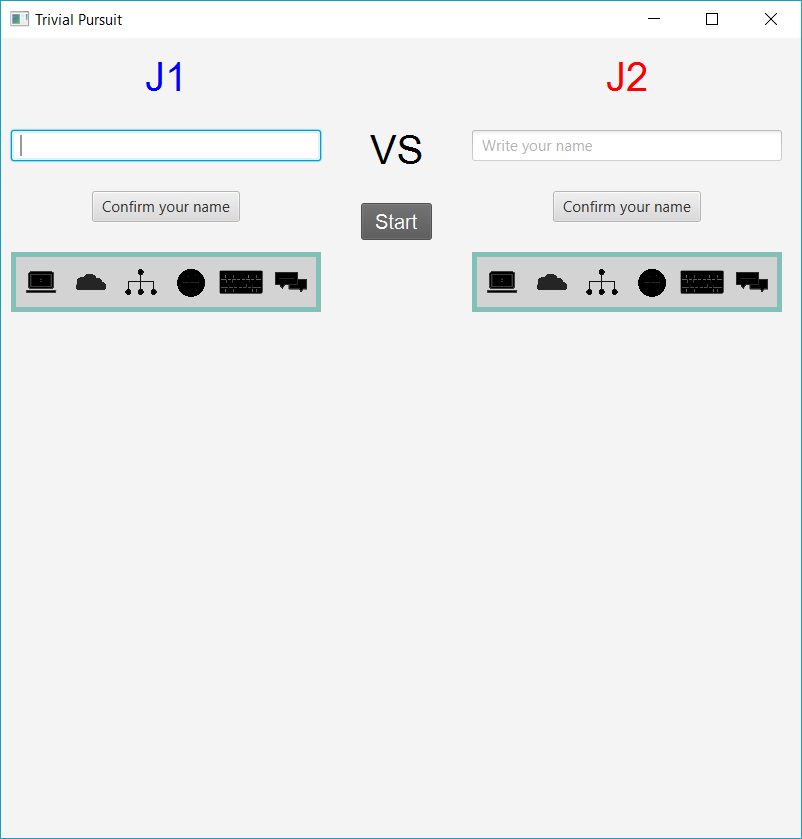 Trivial Pursuit
J1
J2
VS
Write your name
Confirm your name
Start
Confirm your name